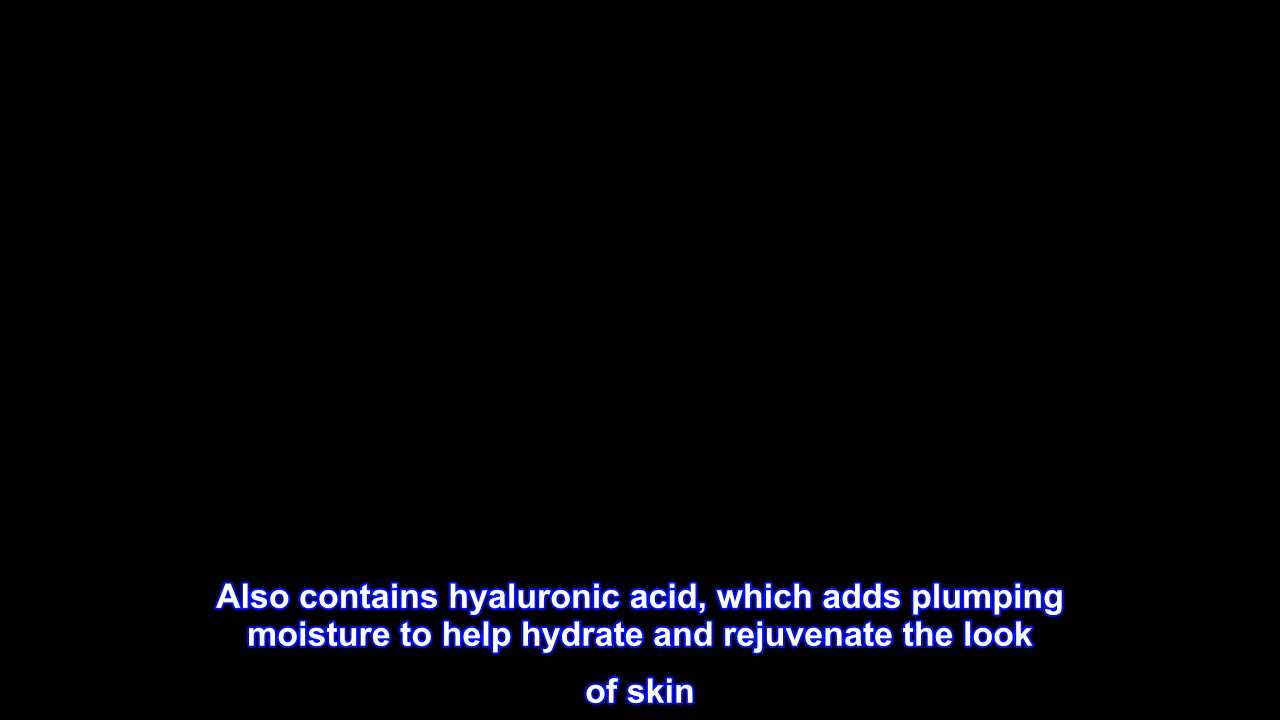 Also contains hyaluronic acid, which adds plumping
moisture to help hydrate and rejuvenate the look
of skin